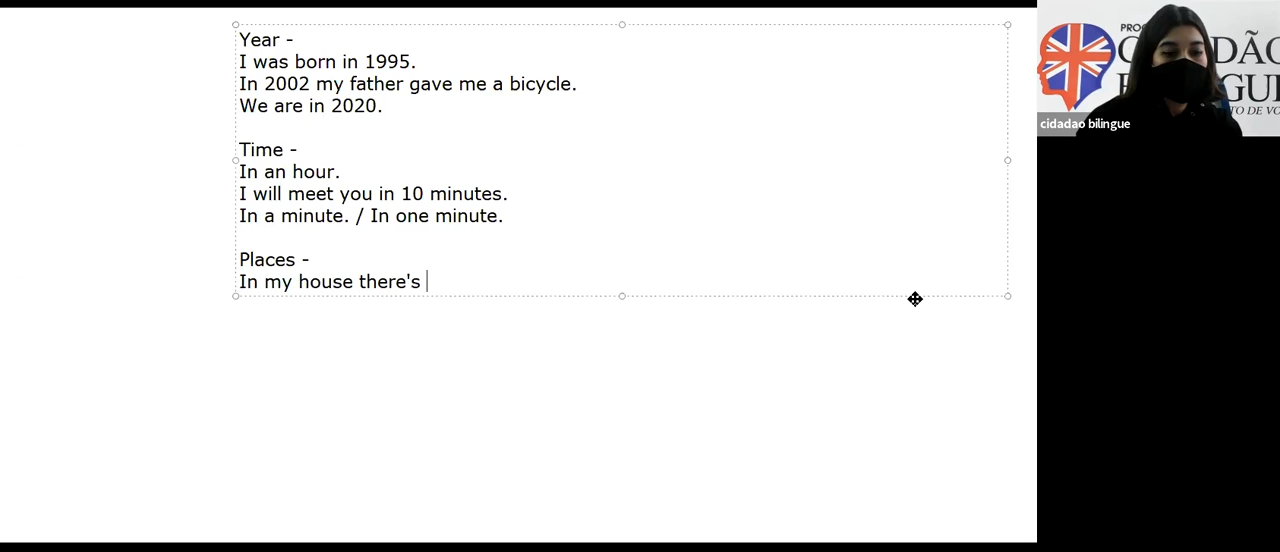 Year -
I was born in 1995.
In 2002 my father gave me a bicycle.
We are in 2020.
Time -
In an hour.
I will meet you in 10 minutes.
In a minute. / In one minute.
Places -
In my house there's
cidadao bilingue